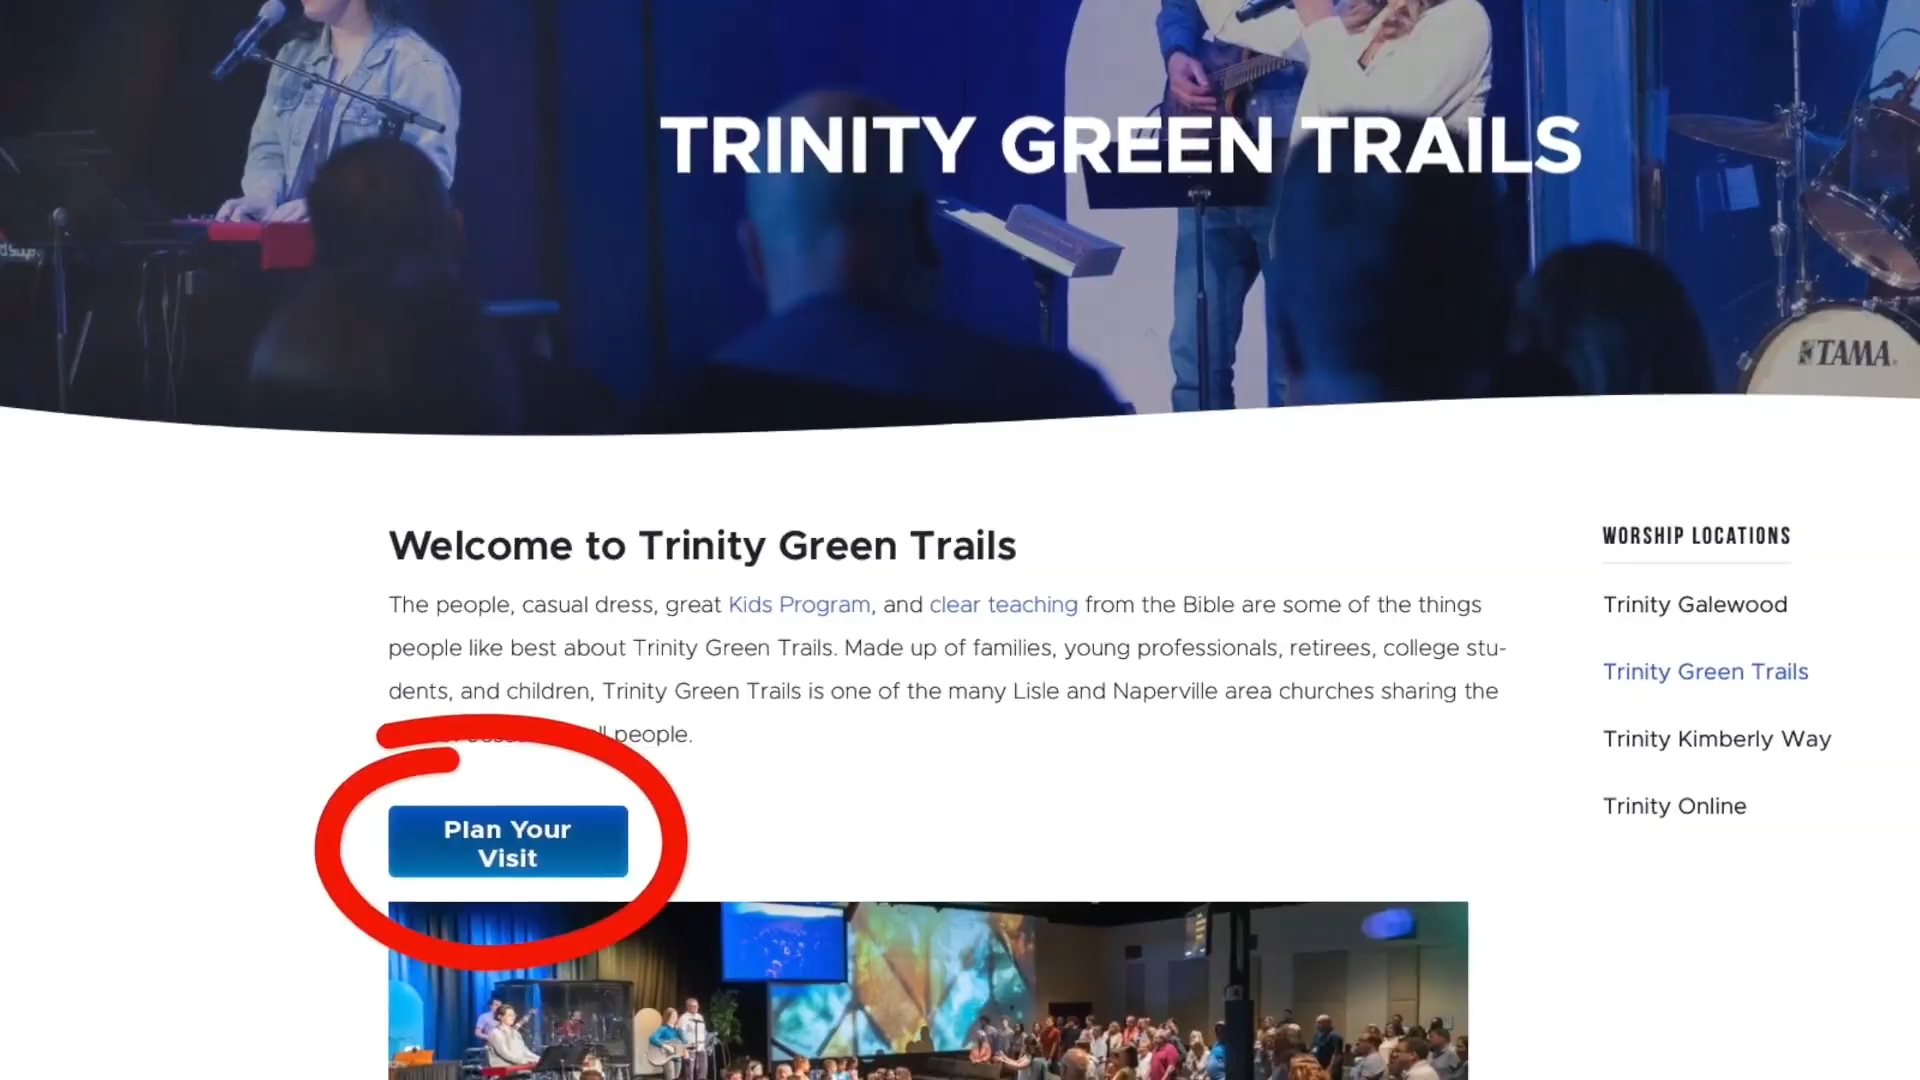 TRINITY GREEN TRAILS
TAMA
Welcome to Trinity Green Trails
The people, casual dress, great Kids Program, and clear teaching from the Bible are some of the things
people like best about Trinity Green Trails. Made up of families, young professionals, retirees, college stu-
dents, and children, Trinity Green Trails is one of the many Lisle and Naperville area churches sharing the
people.
Plan Your
Visit
WORSHIP LOCATIONS
Trinity Galewood
Trinity Green Trails
Trinity Kimberly Way
Trinity Online